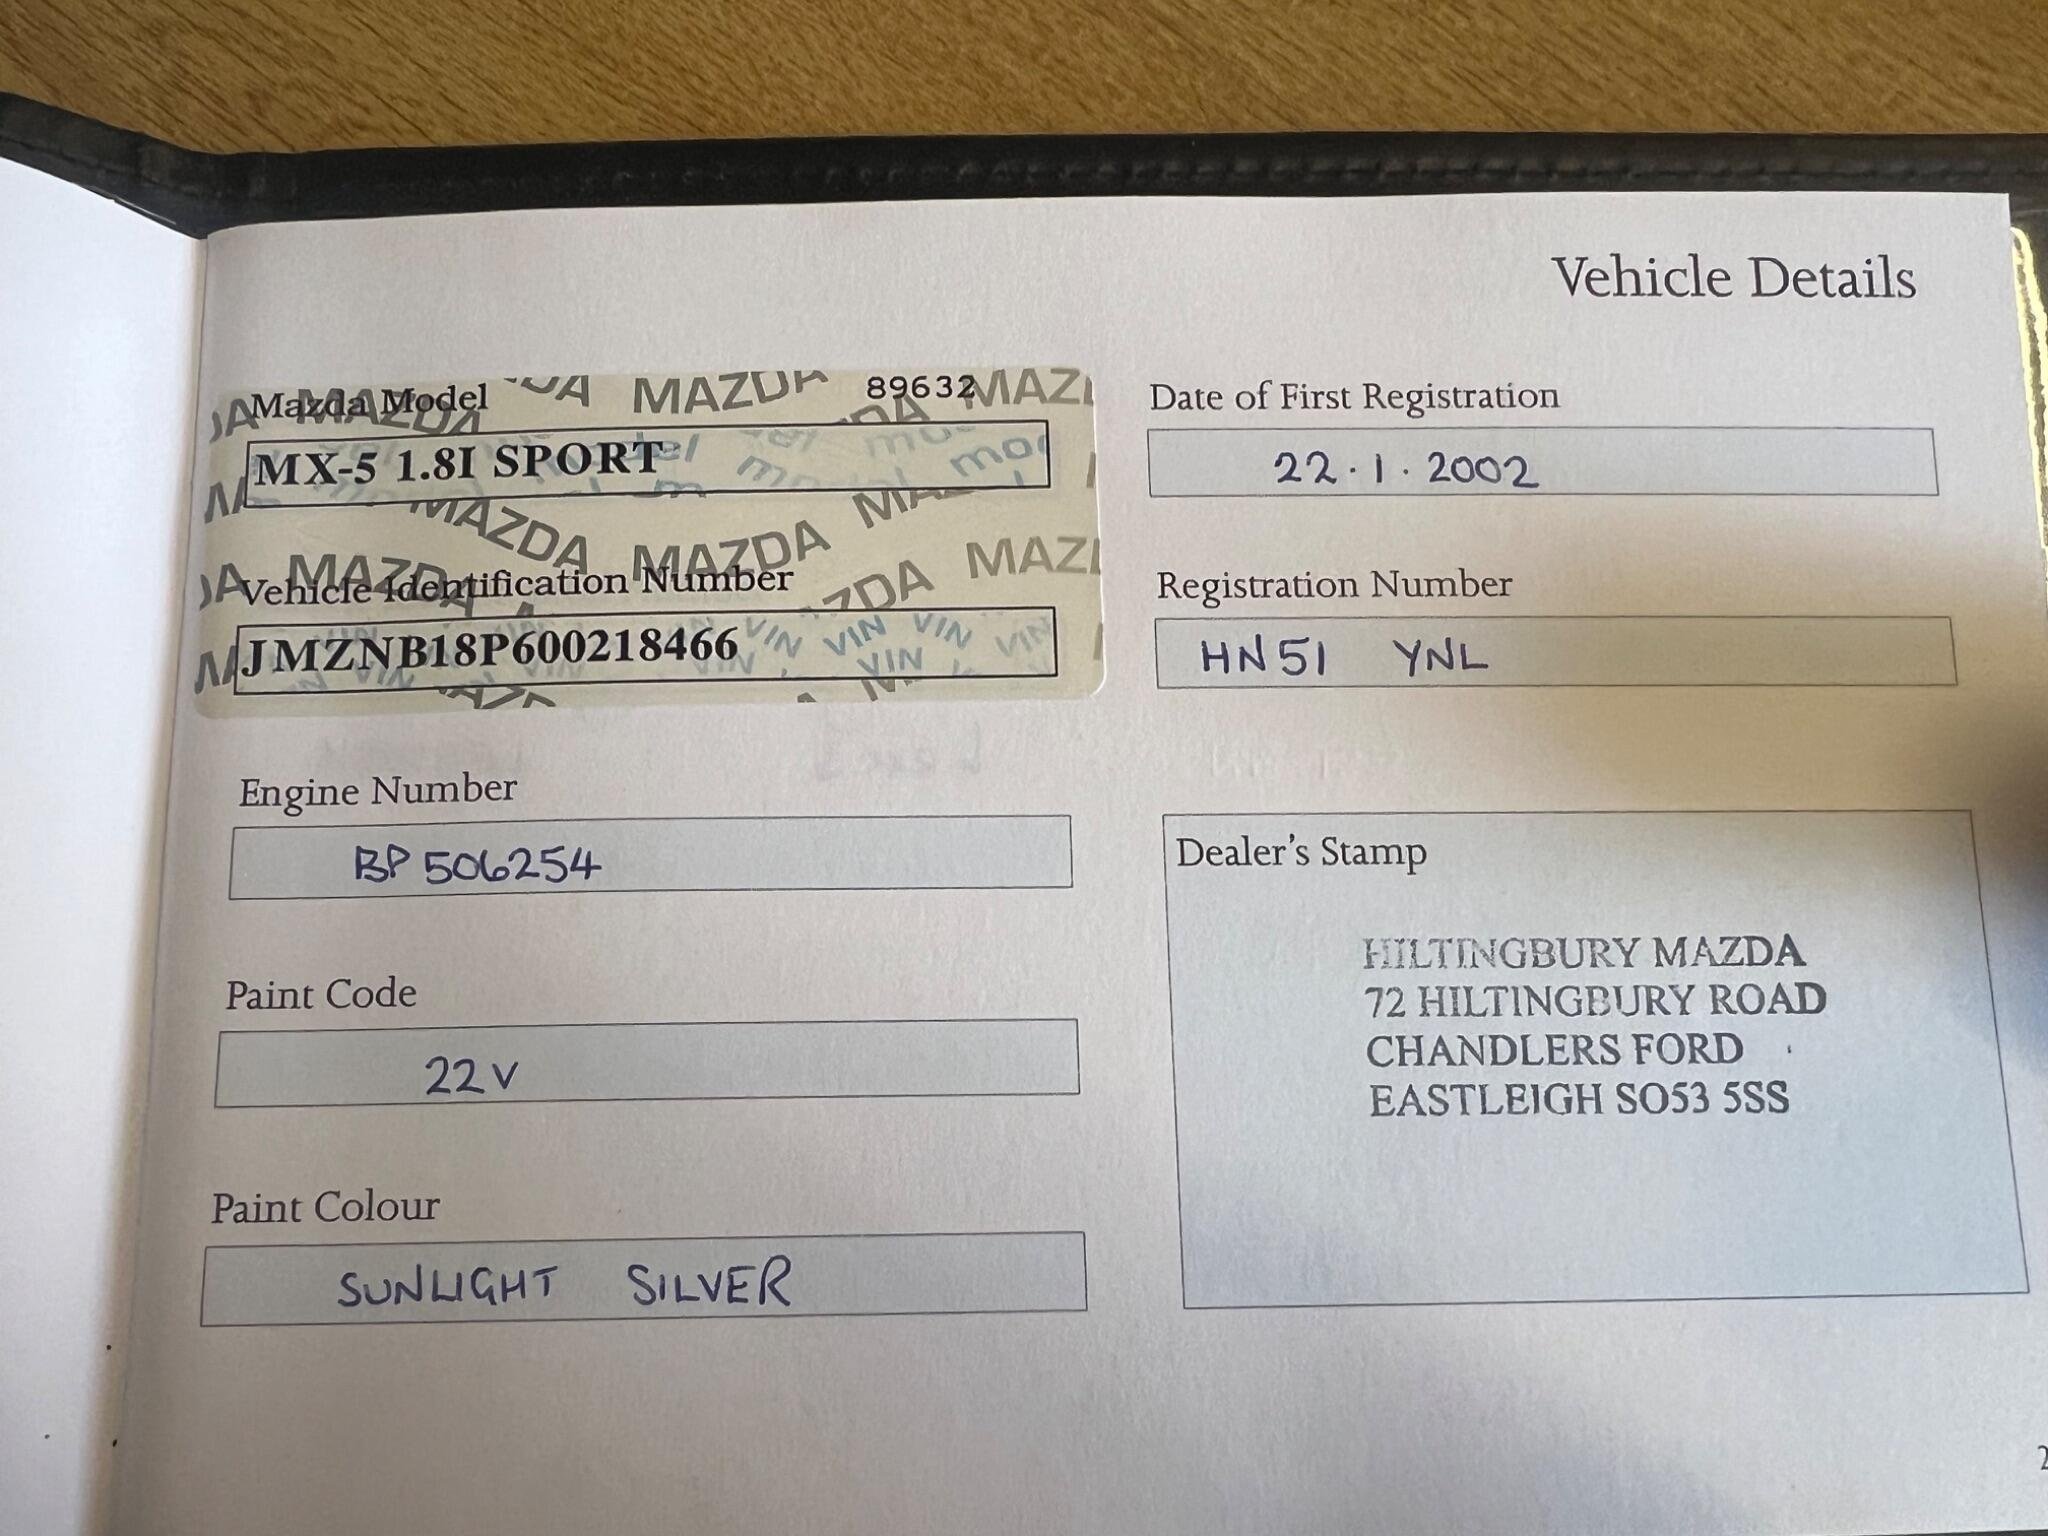 Vehicle Details
Mazda Model
89632
MX-5 1.8I SPORT
Vehicle Identification Number
JMZNB18P600218466
Engine Number
BP 506254
Paint Code
22V
Paint Colour
SUNLIGHT SILVER
Date of First Registration
22.1.2002
Registration Number
HN51 YNL
Dealer's Stamp
HILTINGBURY MAZDA
72 HILTINGBURY ROAD
CHANDLERS FORD
EASTLEIGH SO53 5SS
2